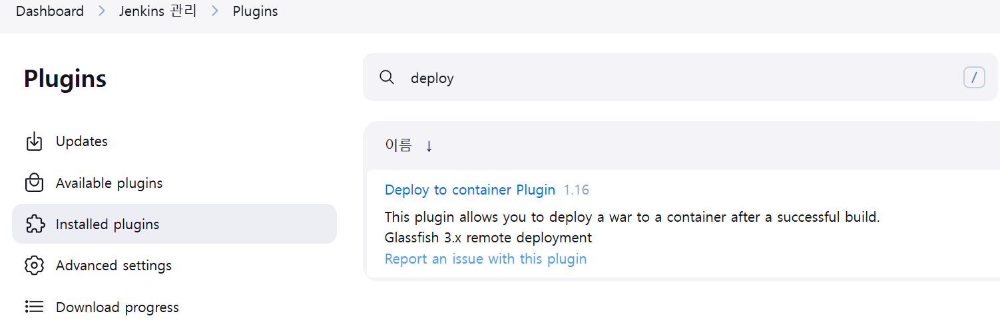 Dashboard > Jenkins 관리 > Plugins
Plugins
deploy /
Updates
Available plugins
Installed plugins
Advanced settings
Download progress
이름 ↓
Deploy to container Plugin 1.16
This plugin allows you to deploy a war to a container after a successful build.
Glassfish 3.x remote deployment
Report an issue with this plugin